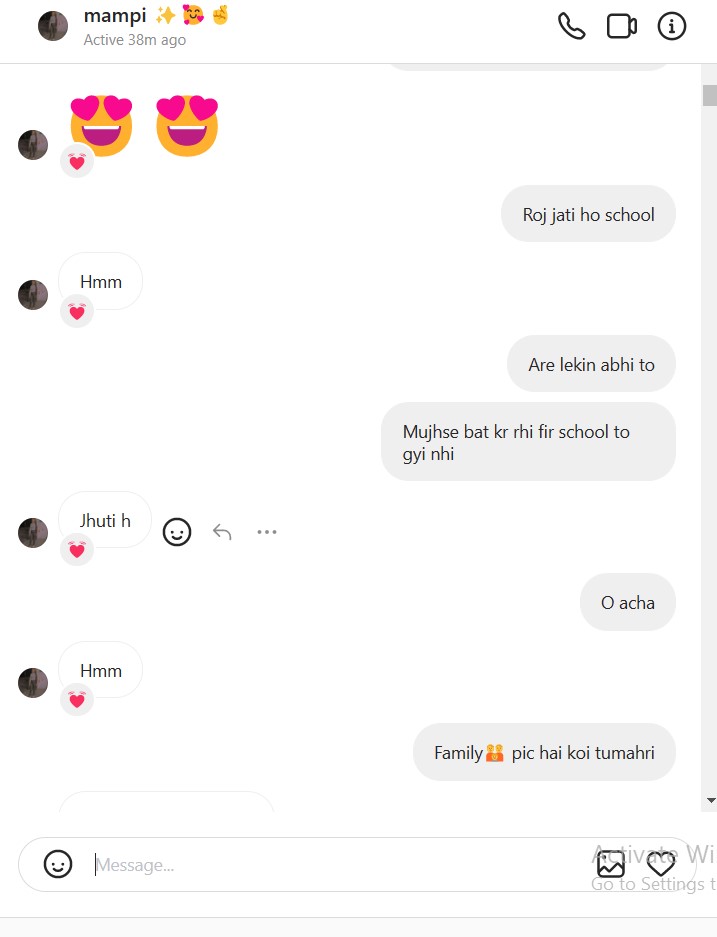 mampi ✨🥰✌️
Active 38m ago
Roj jati ho school
Hmm
Are lekin abhi to
Mujhse bat kr rhi fir school to
gyi nhi
Jhuti h
O acha
Hmm
Family🫂 pic hai koi tumahri
Message...
Activate Wi
Go to Settings t